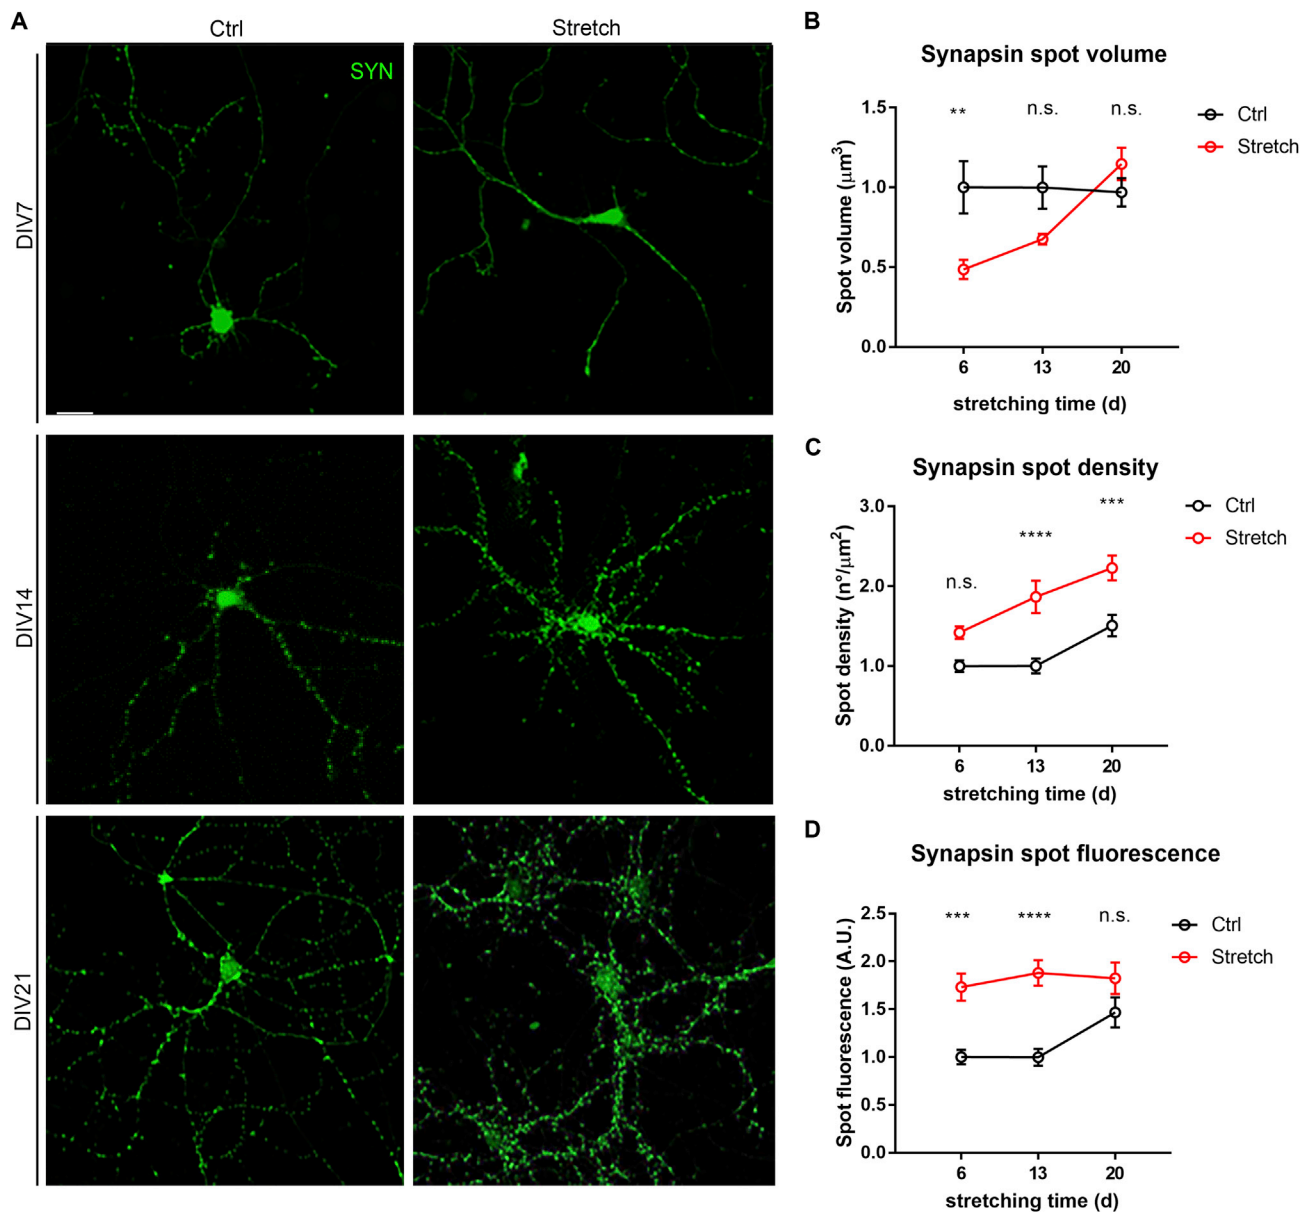 A
Ctrl
Stretch
SYN
DIV7
DIV14
DIV21
B
Synapsin spot volume
Spot volume (μm³)
1.5
1.0
0.5
0.0
**
n.s.
n.s.
Ctrl
Stretch
6 13 20
stretching time (d)
C
Synapsin spot density
Spot density (n°/μm²)
3.0
2.0
1.0
0.0
n.s.
****
***
Ctrl
Stretch
6 13 20
stretching time (d)
D
Synapsin spot fluorescence
Spot fluorescence (A.U.)
2.5
2.0
1.5
1.0
0.5
0.0
***
****
n.s.
Ctrl
Stretch
6 13 20
stretching time (d)